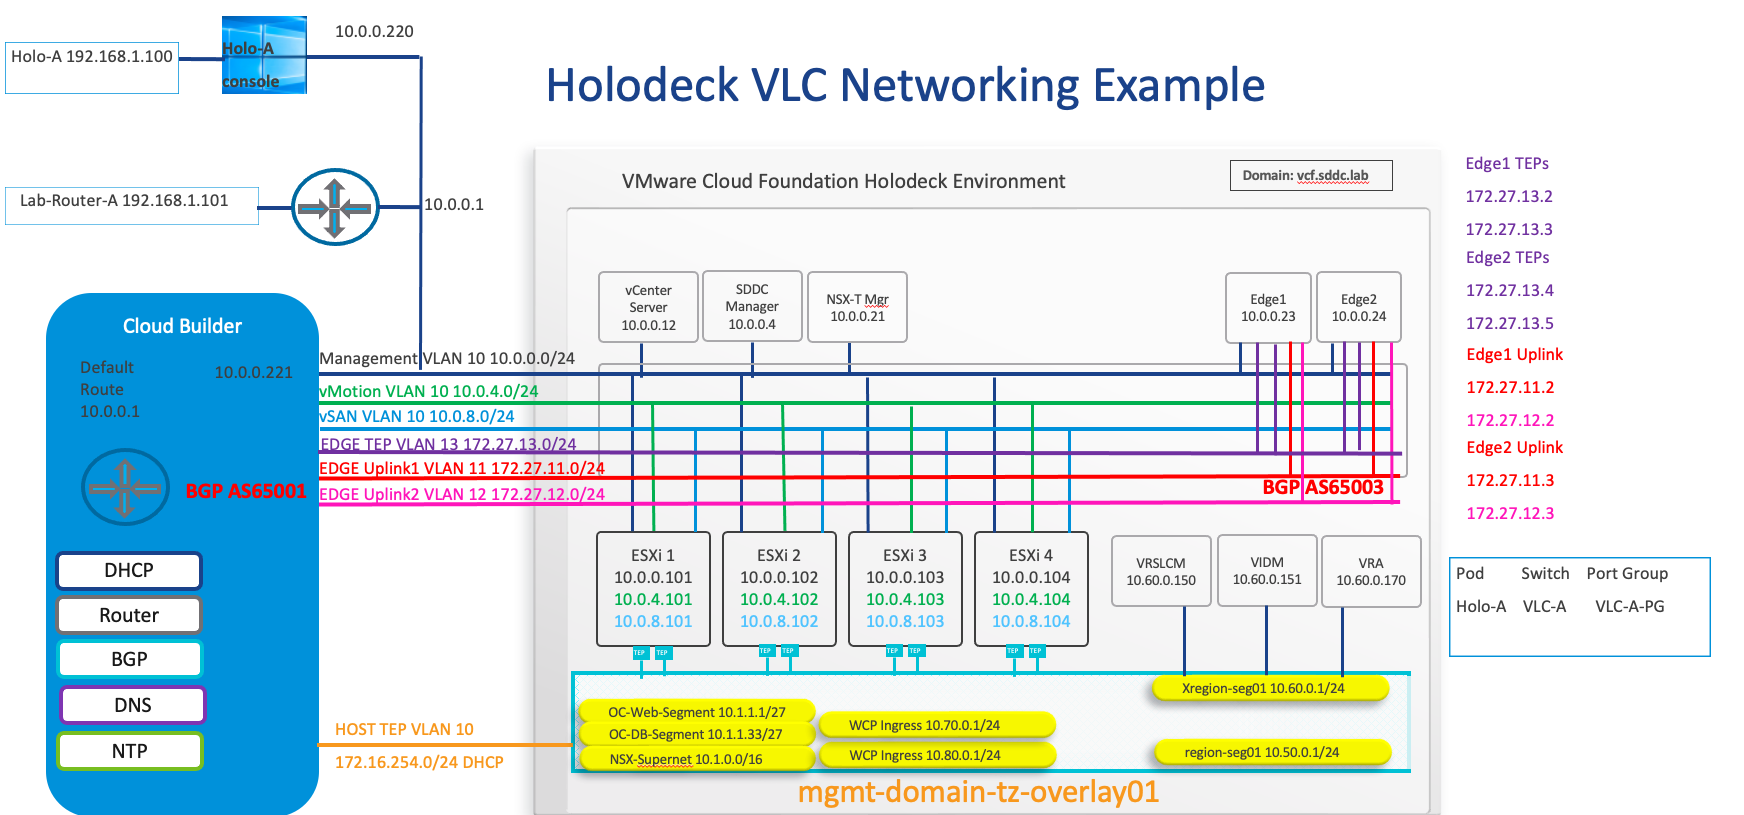 10.0.0.220
Holo-A 192.168.1.100
Holo-A
console
Holodeck VLC Networking Example
VMware Cloud Foundation Holodeck Environment
Domain: vcf.sddc.lab
Lab-Router-A 192.168.1.101
10.0.0.1
Edge1 TEPs
172.27.13.2
172.27.13.3
Edge2 TEPs
172.27.13.4
172.27.13.5
Edge1 Uplink
172.27.11.2
172.27.12.2
Edge2 Uplink
172.27.11.3
172.27.12.3
vCenter
Server
10.0.0.12
SDDC
Manager
10.0.0.4
NSX-T Mgr
10.0.0.21
Edge1
10.0.0.23
Edge2
10.0.0.24
Cloud Builder
Default
Route
10.0.0.1
10.0.0.221
BGP AS65001
Management VLAN 10 10.0.0.0/24
vMotion VLAN 10 10.0.4.0/24
vSAN VLAN 10 10.0.8.0/24
EDGE TEP VLAN 13 172.27.13.0/24
EDGE Uplink1 VLAN 11 172.27.11.0/24
EDGE Uplink2 VLAN 12 172.27.12.0/24
BGP AS65003
DHCP
Router
BGP
DNS
NTP
ESXi 1
10.0.0.101
10.0.4.101
10.0.8.101
ESXi 2
10.0.0.102
10.0.4.102
10.0.8.102
ESXi 3
10.0.0.103
10.0.4.103
10.0.8.103
ESXi 4
10.0.0.104
10.0.4.104
10.0.8.104
VRSLCM
10.60.0.150
VIDM
10.60.0.151
VRA
10.60.0.170
Pod Switch Port Group
Holo-A VLC-A VLC-A-PG
TEP TEP TEP TEP TEP TEP TEP TEP
HOST TEP VLAN 10
172.16.254.0/24 DHCP
OC-Web-Segment 10.1.1.1/27
OC-DB-Segment 10.1.1.33/27
NSX-Supernet 10.1.0.0/16
WCP Ingress 10.70.0.1/24
WCP Ingress 10.80.0.1/24
Xregion-seg01 10.60.0.1/24
region-seg01 10.50.0.1/24
mgmt-domain-tz-overlay01